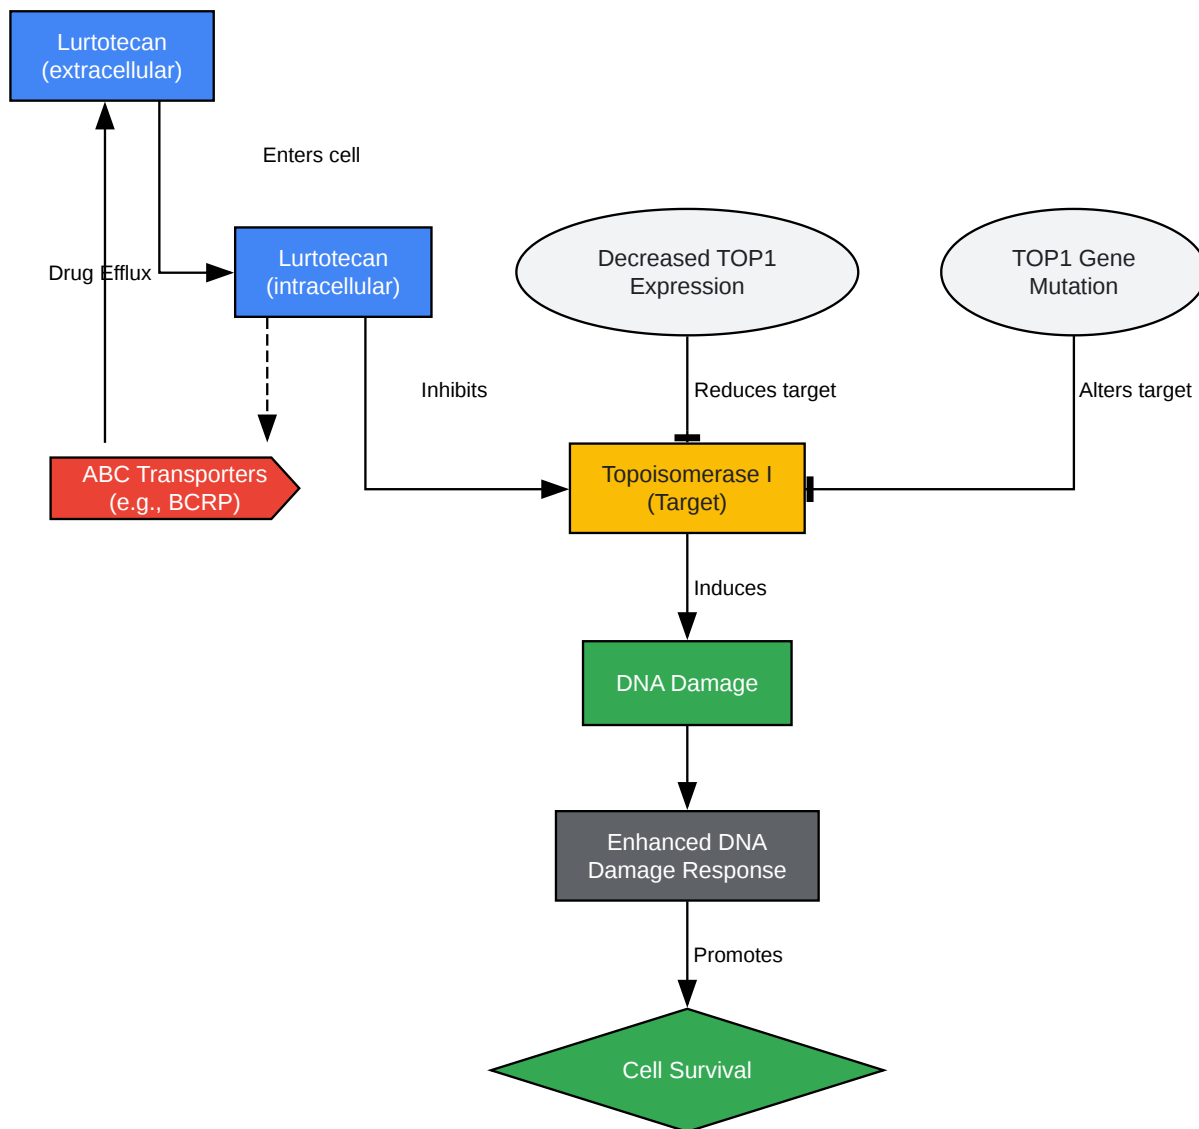 Lurtotecan
(extracellular)
Enters cell
Drug Efflux
Lurtotecan
(intracellular)
Decreased TOP1
Expression
TOP1 Gene
Mutation
Inhibits
Reduces target
Alters target
ABC Transporters
(e.g., BCRP)
Topoisomerase I
(Target)
Induces
DNA Damage
Enhanced DNA
Damage Response
Promotes
Cell Survival